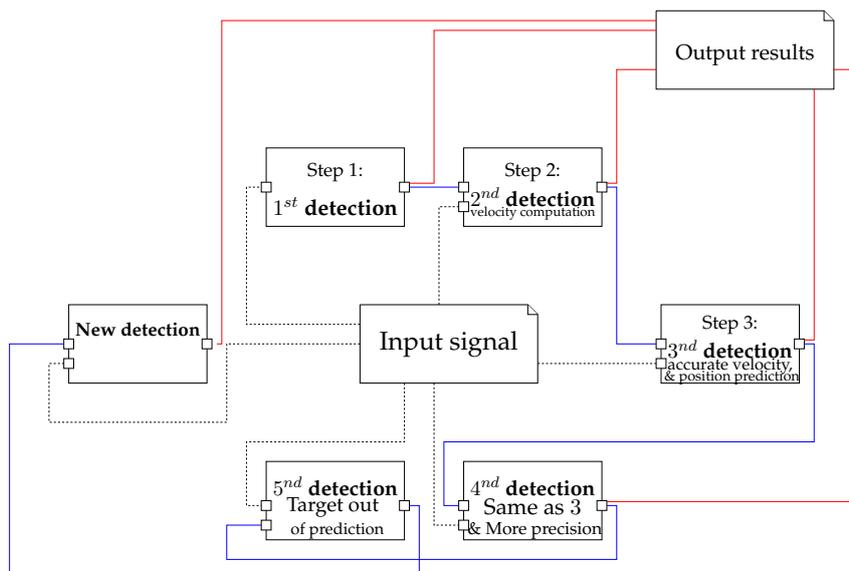 Output results
Step 1:
1st detection
Step 2:
2nd detection
velocity computation
New detection
Input signal
Step 3:
3nd detection
accurate velocity,
& position prediction
5nd detection
Target out
of prediction
4nd detection
Same as 3
& More precision